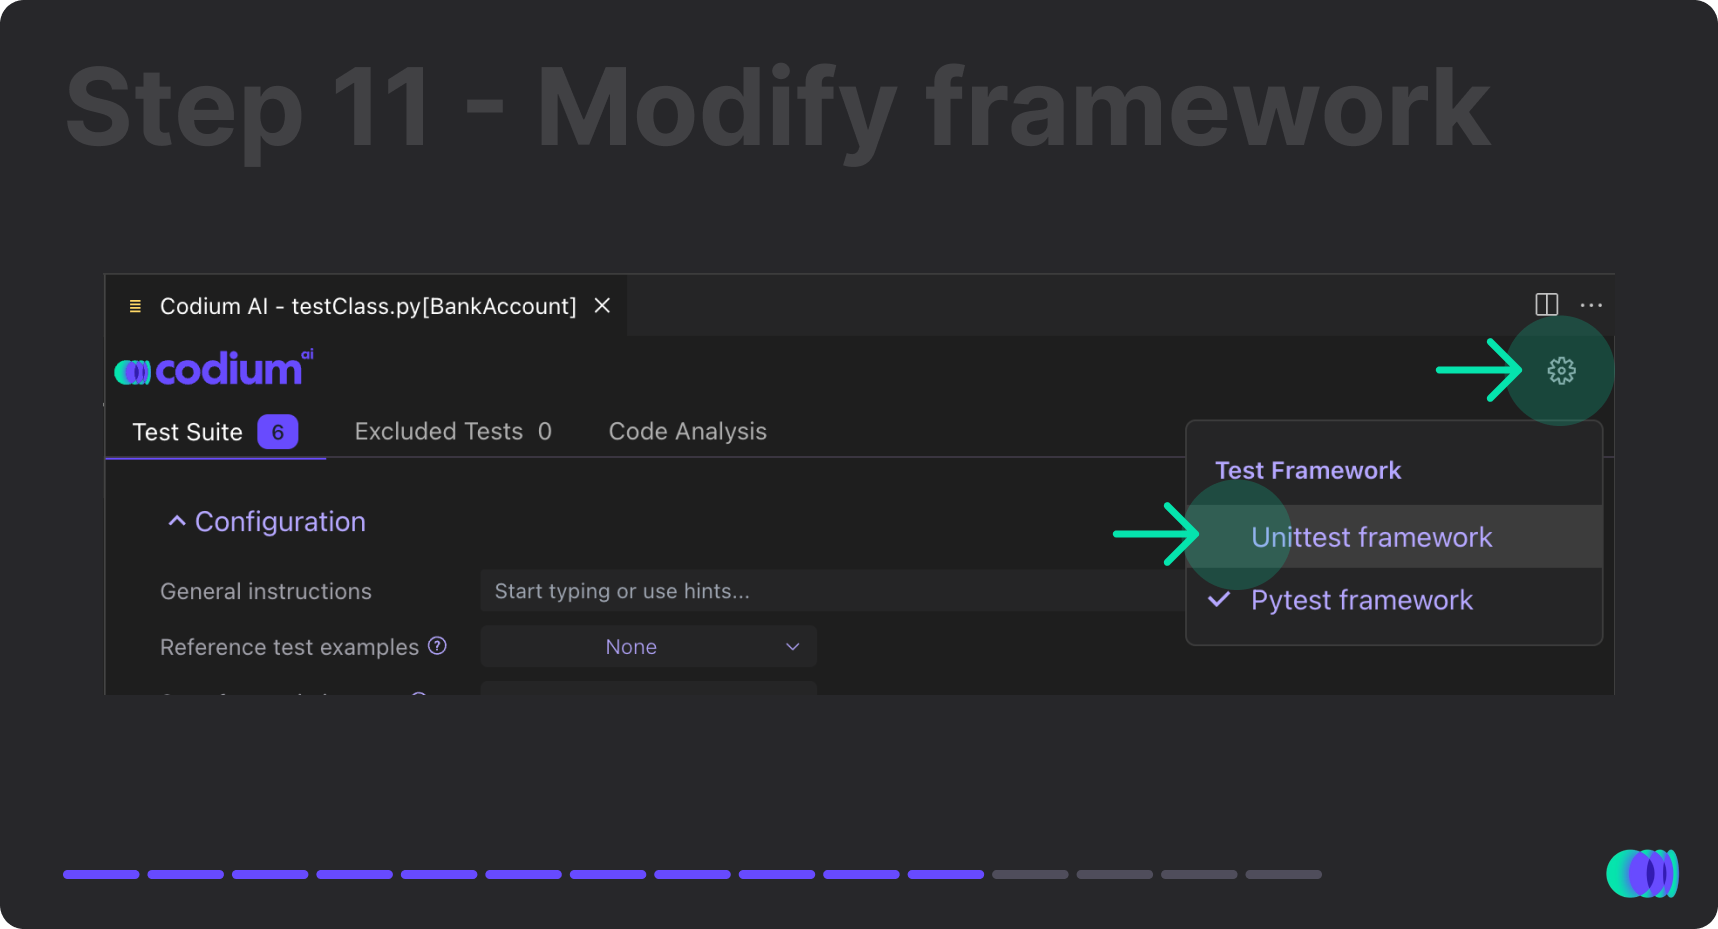 Step 11 - Modify framework
Codium AI - testClass.py[BankAccount]
codium ai
Test Suite 6 Excluded Tests 0 Code Analysis
Test Framework
Configuration
Unittest framework
General instructions Start typing or use hints...
Pytest framework
Reference test examples ? None